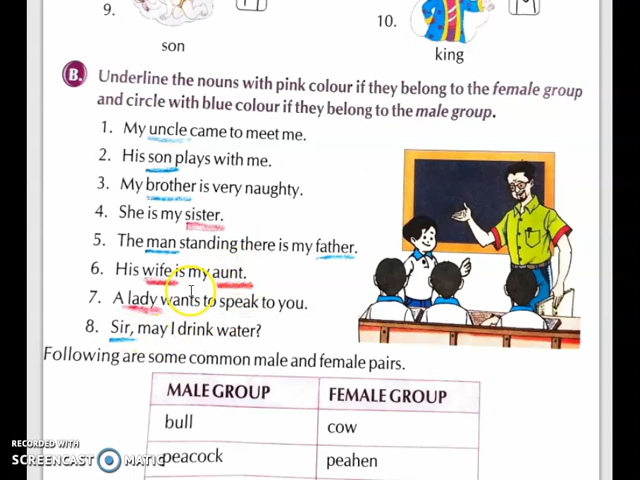 9.
M
10.
M
son
king
B. Underline the nouns with pink colour if they belong to the female group
and circle with blue colour if they belong to the male group.
1. My uncle came to meet me.
2. His son plays with me.
3. My brother is very naughty.
4. She is my sister.
5. The man standing there is my father.
6. His wife is my aunt.
7. A lady wants to speak to you.
8. Sir, may I drink water?
Following are some common male and female pairs.
MALE GROUP FEMALE GROUP
bull cow
peacock peahen
RECORDED WITH
SCREENCAST MATIC